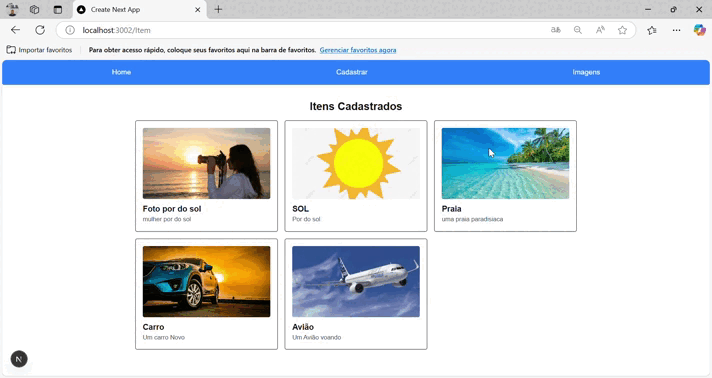 Create Next App
localhost:3002/Item
Importar favoritos
Para obter acesso rápido, coloque seus favoritos aqui na barra de favoritos. Gerenciar favoritos agora
Home Cadastrar Imagens
Itens Cadastrados
Foto por do sol
mulher por do sol
SOL
Por do sol
Praia
uma praia paradisiaca
Carro
Um carro Novo
Avião
Um Avião voando
N